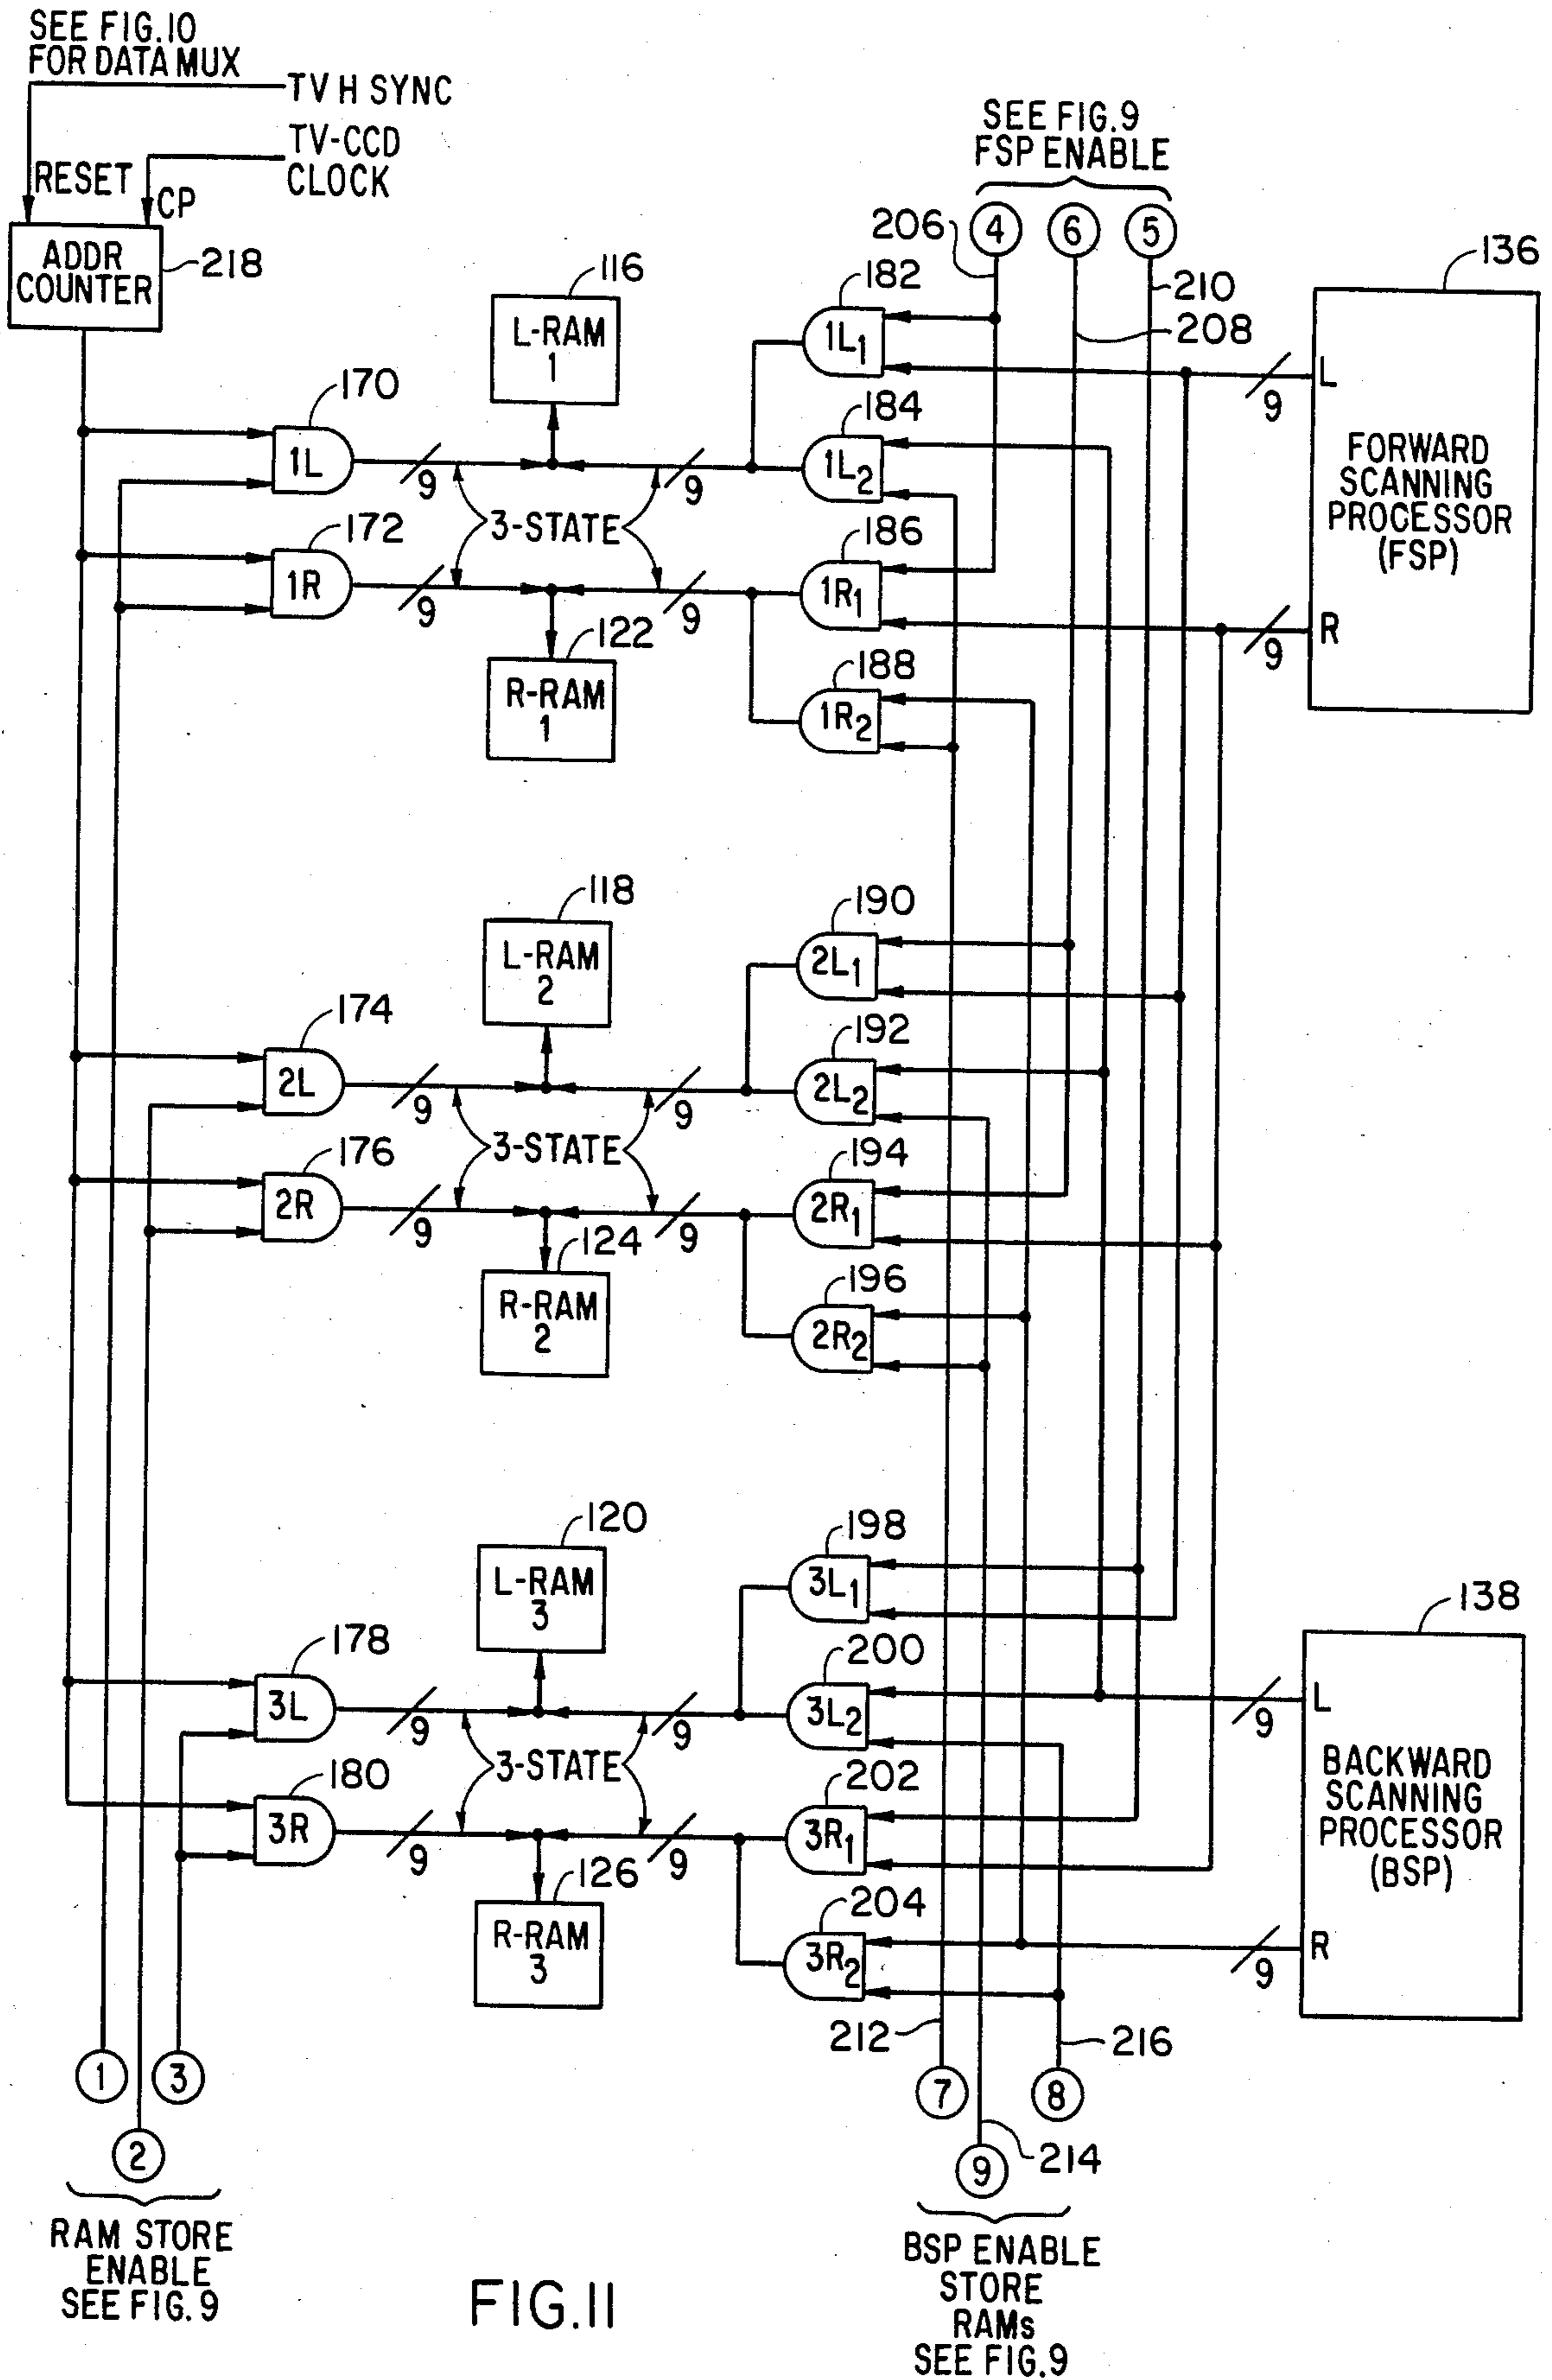 SEE FIG.10
FOR DATA MUX
TV H SYNC
TV-CCD
CLOCK
RESET
CP
ADDR
COUNTER
218
SEE FIG.9
FSP ENABLE
4
6
5
206
210
208
136
FORWARD
SCANNING
PROCESSOR
(FSP)
L
9
R
9
116
L-RAM
1
182
1L1
170
1L
9
9
184
1L2
3-STATE
172
1R
9
9
186
1R1
122
R-RAM
1
188
1R2
118
L-RAM
2
190
2L1
174
2L
9
9
192
2L2
3-STATE
176
2R
9
9
194
2R1
124
R-RAM
2
196
2R2
120
L-RAM
3
198
3L1
138
178
3L
9
9
200
3L2
9
L
3-STATE
BACKWARD
SCANNING
PROCESSOR
(BSP)
180
3R
9
9
202
3R1
126
R-RAM
3
204
3R2
9
R
212
216
1
3
7
8
2
214
9
RAM STORE
ENABLE
SEE FIG.9
BSP ENABLE
STORE
RAMs
SEE FIG.9
FIG.11